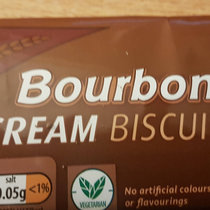 Bourbon
CREAM BISCUI
salt
0.05g <1%
VEGETARIAN
No artificial colours
or flavourings